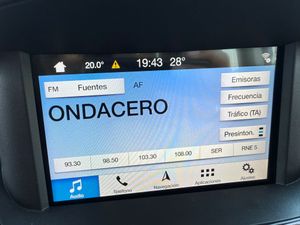 20.0° 19:43 28°
FM Fuentes AF Emisoras
ONDACERO
Frecuencia
Tráfico (TA)
Presinton.
93.30 98.50 103.30 108.00 SER RNE 5
Audio Teléfono Navegación Aplicaciones Ajustes